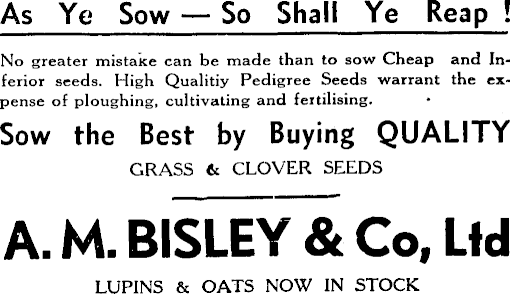 As Ye Sow — So Shall Ye Reap !
No greater mistake can be made than to sow Cheap and In-
ferior seeds. High Qualitiy Pedigree Seeds warrant the ex-
pense of ploughing, cultivating and fertilising.
Sow the Best by Buying QUALITY
GRASS & CLOVER SEEDS
A. M. BISLEY & Co, Ltd
LUPINS & OATS NOW IN STOCK